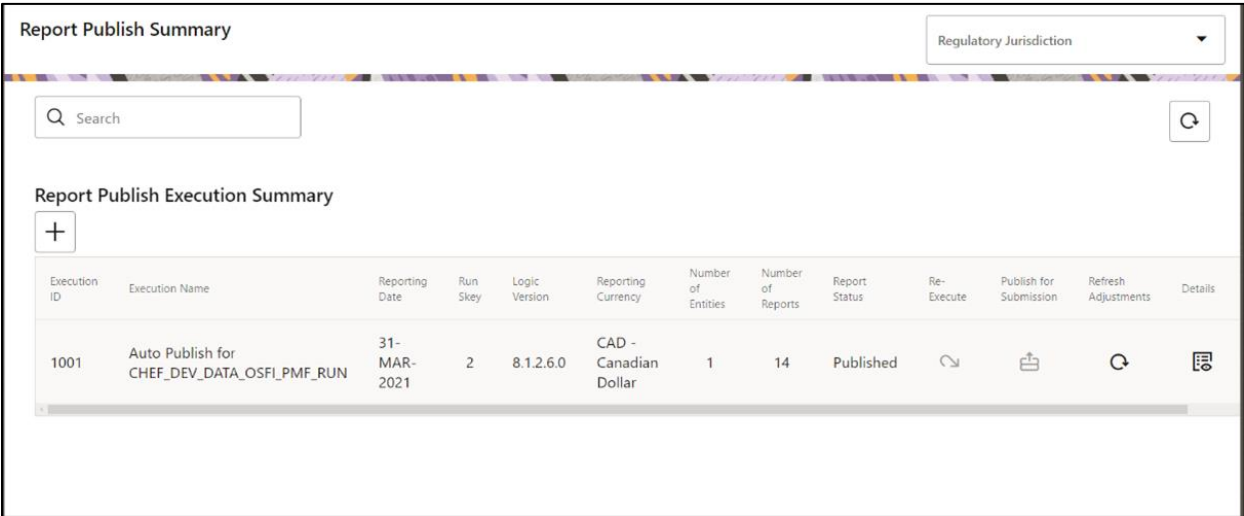 Report Publish Summary
Regulatory Jurisdiction
Search
Report Publish Execution Summary
Execution ID
Execution Name
Reporting Date
Run Skey
Logic Version
Reporting Currency
Number of Entities
Number of Reports
Report Status
Re-Execute
Publish for Submission
Refresh Adjustments
Details
1001
Auto Publish for
CHEF_DEV_DATA_OSFI_PMF_RUN
31-
MAR-
2021
2
8.1.2.6.0
CAD -
Canadian
Dollar
1
14
Published